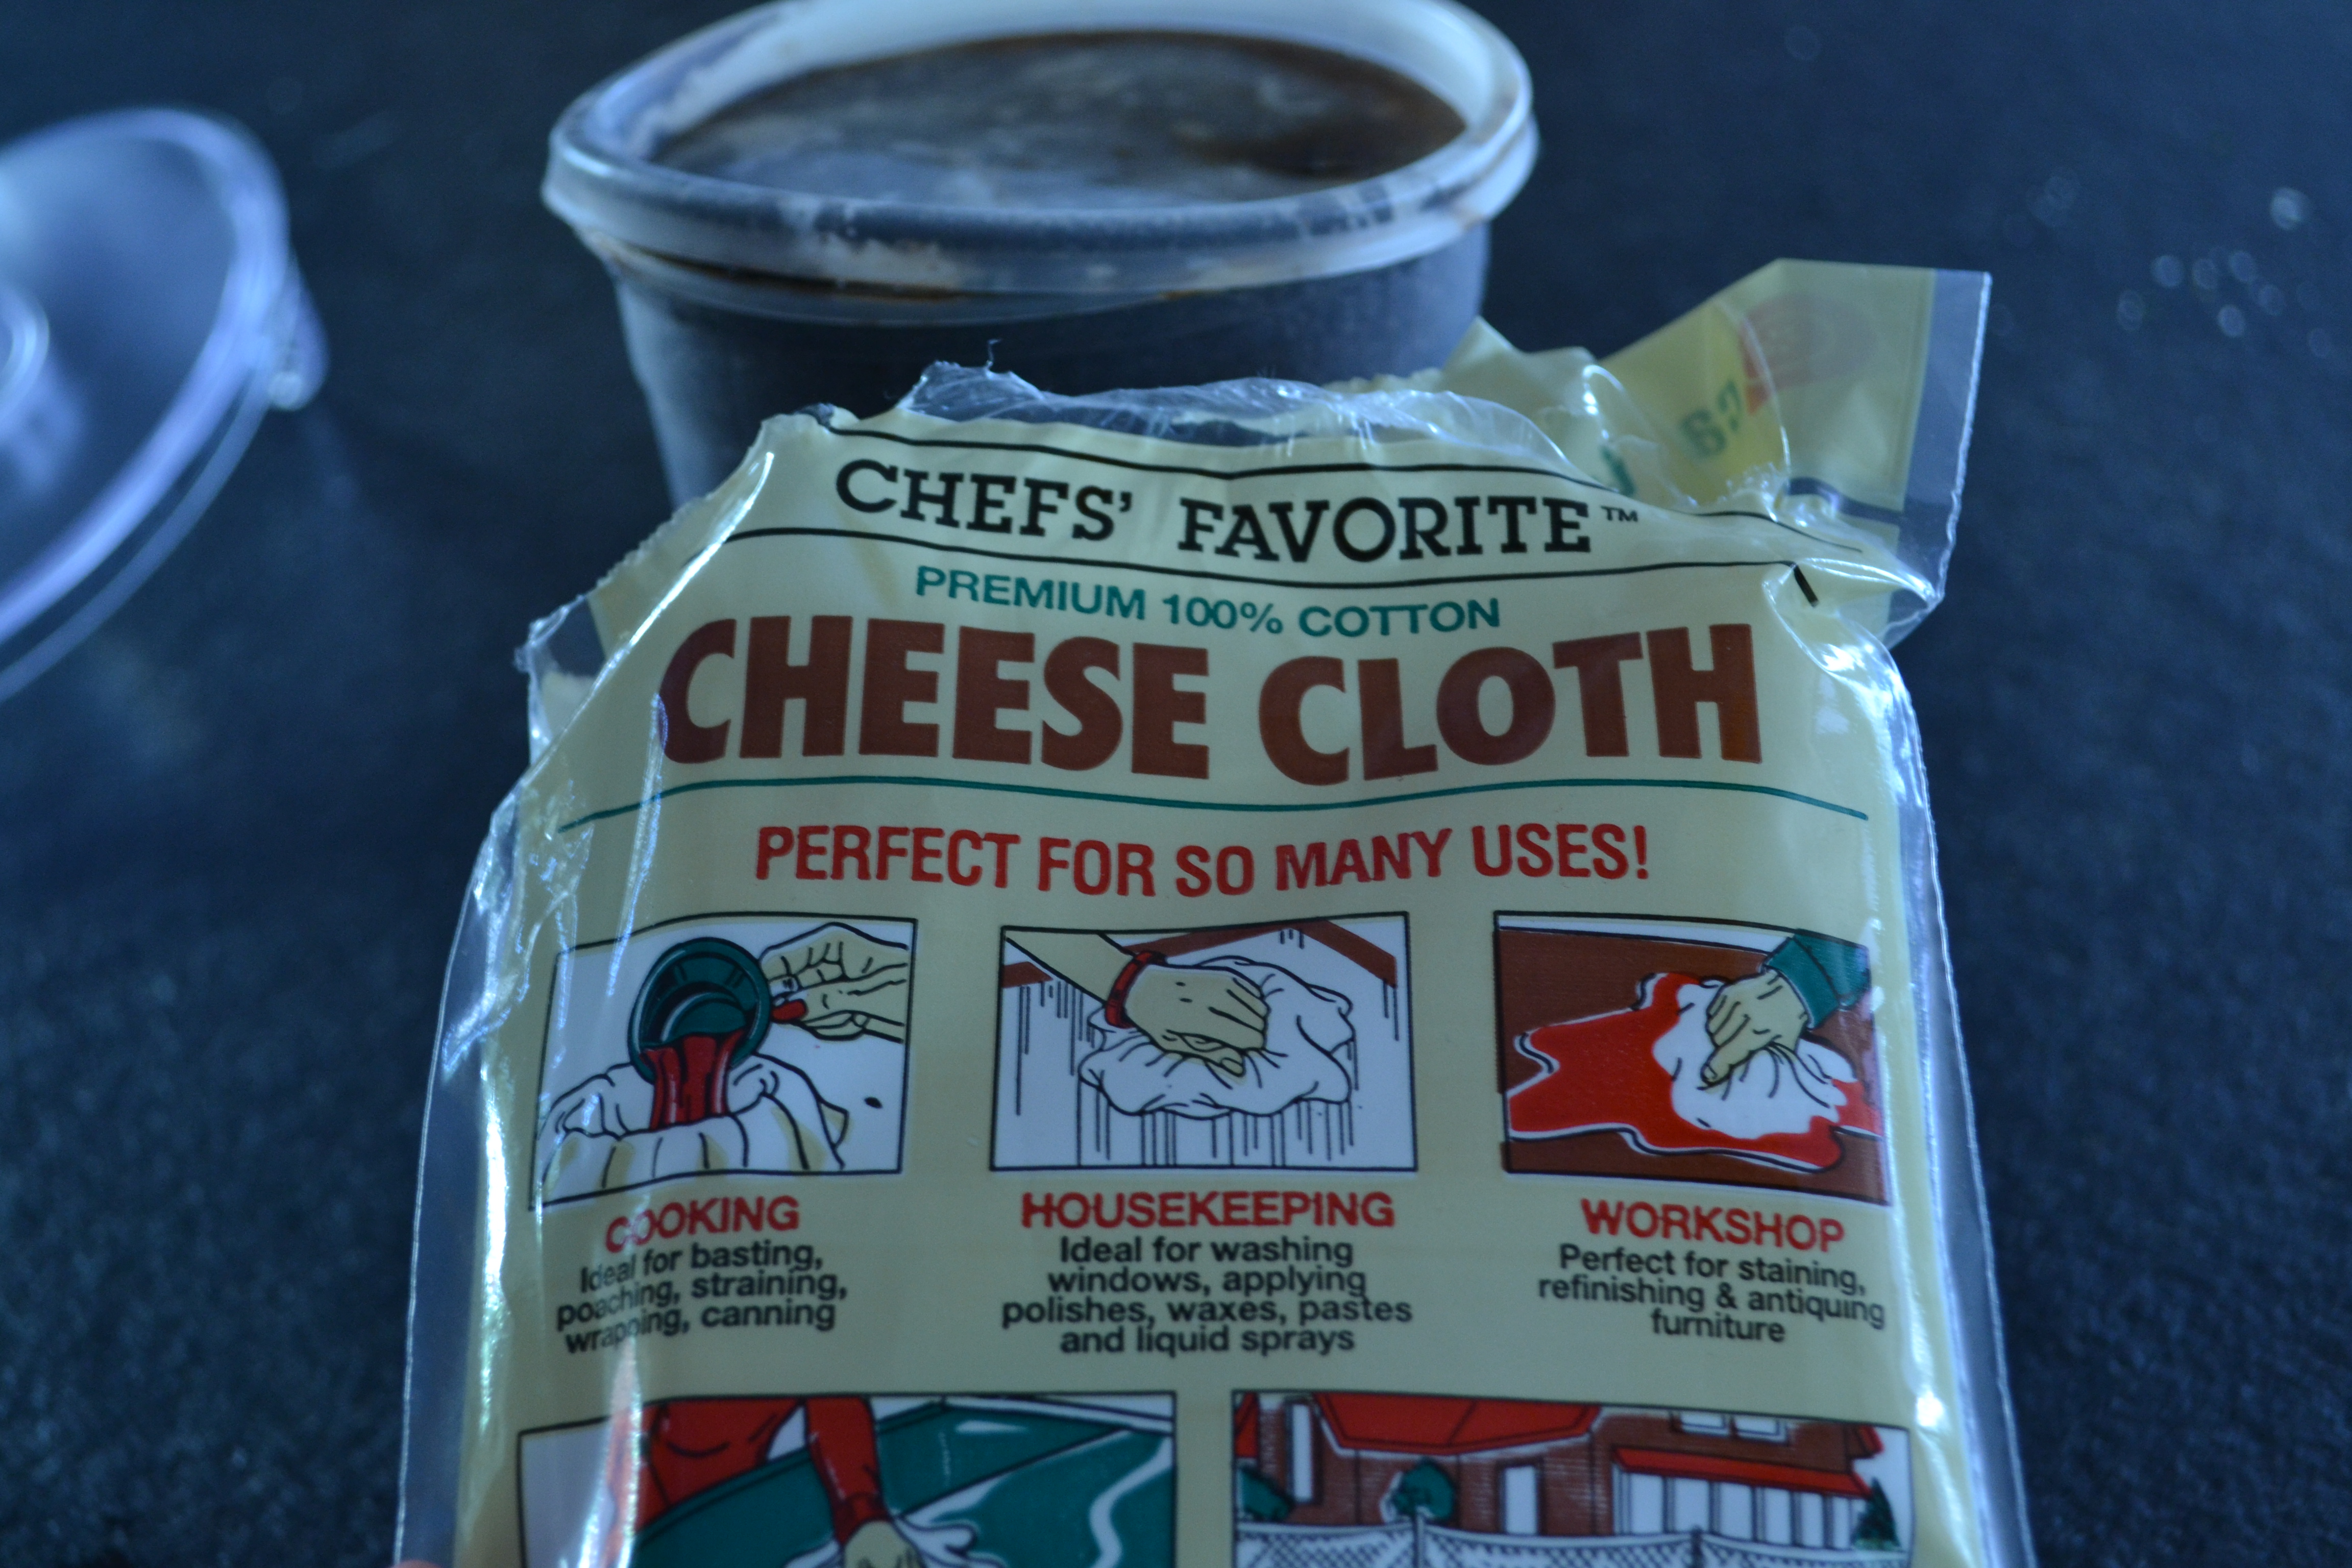 CHEFS' FAVORITE™
PREMIUM 100% COTTON
CHEESE CLOTH
PERFECT FOR SO MANY USES!
COOKING
Ideal for basting,
poaching, straining,
wrapping, canning
HOUSEKEEPING
Ideal for washing
windows, applying
polishes, waxes, pastes
and liquid sprays
WORKSHOP
Perfect for staining,
refinishing & antiquing
furniture